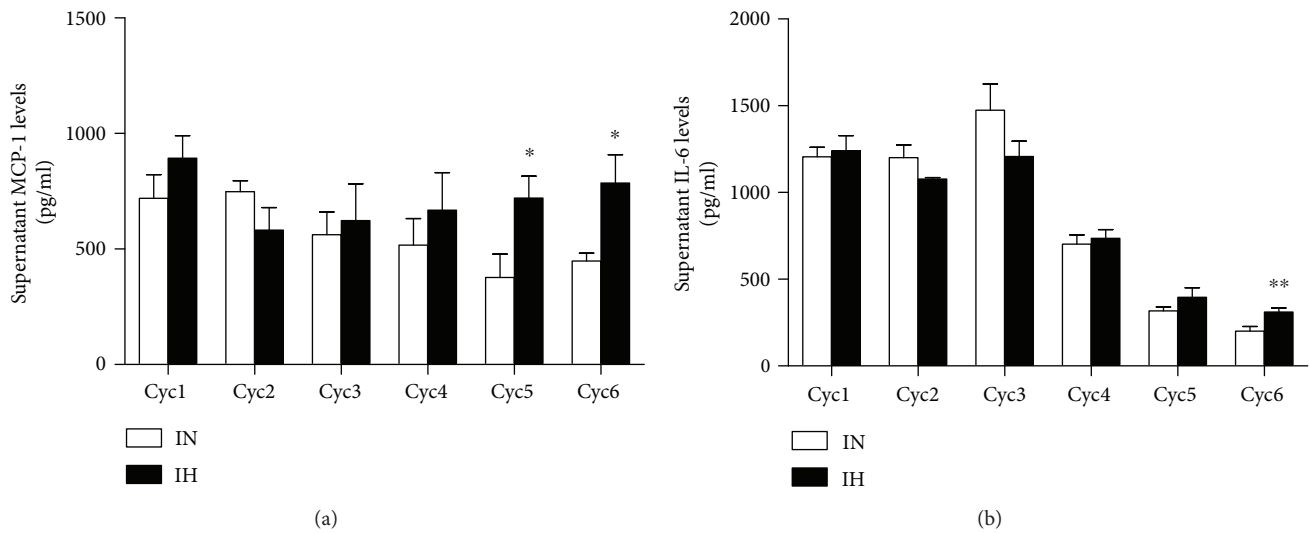 Supernatant MCP-1 levels
(pg/ml)
1500
1000
500
0
*
*
Cyc1 Cyc2 Cyc3 Cyc4 Cyc5 Cyc6
IN
IH
(a)
Supernatant IL-6 levels
(pg/ml)
2000
1500
1000
500
0
**
Cyc1 Cyc2 Cyc3 Cyc4 Cyc5 Cyc6
IN
IH
(b)